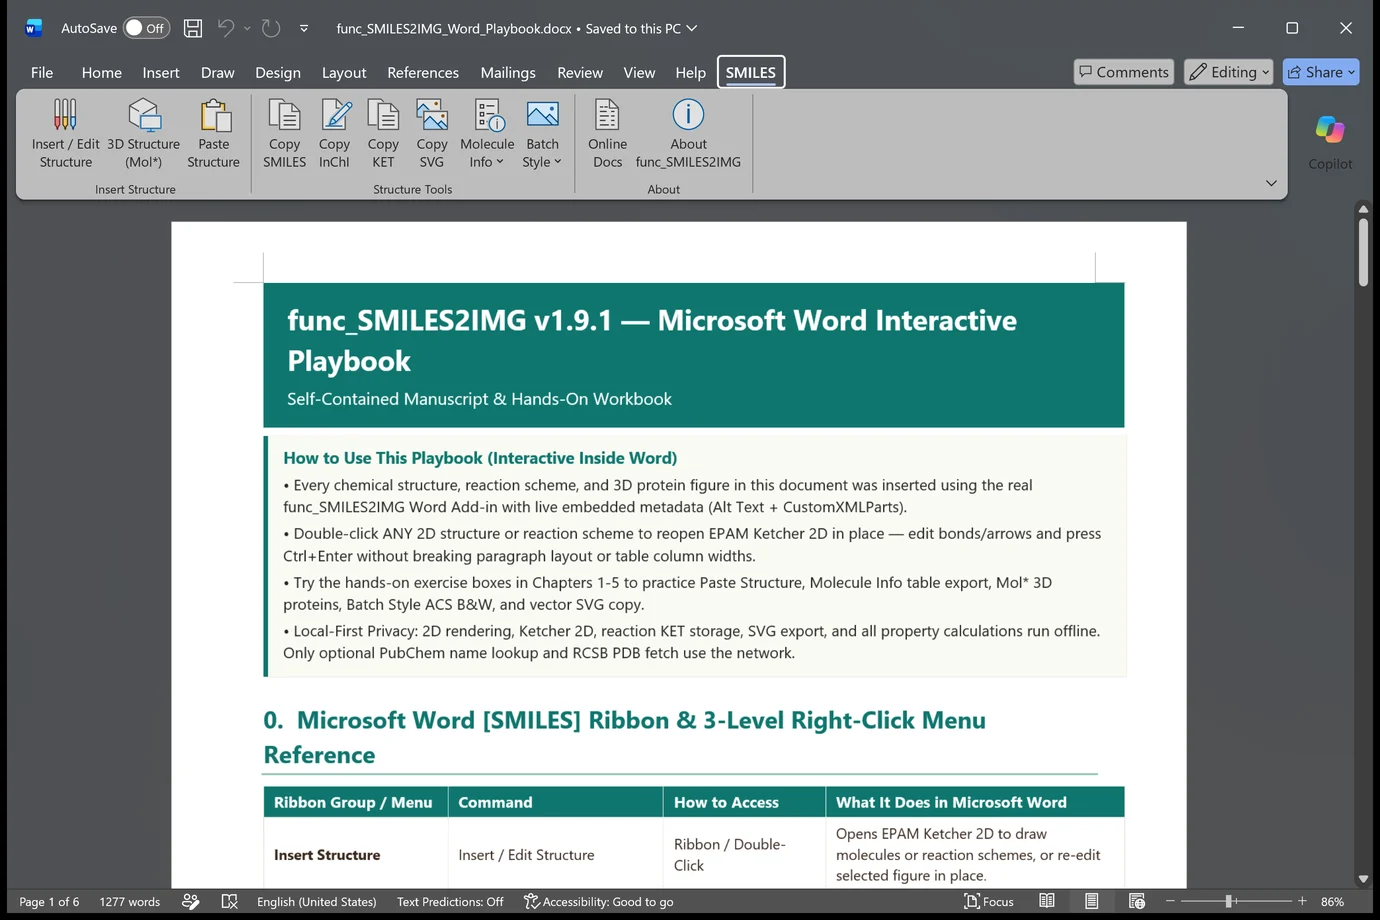 AutoSave Off func_SMILES2IMG_Word_Playbook.docx • Saved to this PC
File Home Insert Draw Design Layout References Mailings Review View Help SMILES Comments Editing Share
Insert / Edit Structure
3D Structure (Mol*)
Paste Structure
Copy SMILES
Copy InChI
Copy KET
Copy SVG
Molecule Info
Batch Style
Online Docs
About func_SMILES2IMG
Copilot
Insert Structure Structure Tools About
func_SMILES2IMG v1.9.1 — Microsoft Word Interactive
Playbook
Self-Contained Manuscript & Hands-On Workbook
How to Use This Playbook (Interactive Inside Word)
• Every chemical structure, reaction scheme, and 3D protein figure in this document was inserted using the real
func_SMILES2IMG Word Add-in with live embedded metadata (Alt Text + CustomXMLParts).
• Double-click ANY 2D structure or reaction scheme to reopen EPAM Ketcher 2D in place — edit bonds/arrows and press
Ctrl+Enter without breaking paragraph layout or table column widths.
• Try the hands-on exercise boxes in Chapters 1-5 to practice Paste Structure, Molecule Info table export, Mol* 3D
proteins, Batch Style ACS B&W, and vector SVG copy.
• Local-First Privacy: 2D rendering, Ketcher 2D, reaction KET storage, SVG export, and all property calculations run offline.
Only optional PubChem name lookup and RCSB PDB fetch use the network.
0. Microsoft Word [SMILES] Ribbon & 3-Level Right-Click Menu
Reference
Ribbon Group / Menu Command How to Access What It Does in Microsoft Word
Insert Structure
Insert / Edit Structure
Ribbon / Double-
Click
Opens EPAM Ketcher 2D to draw
molecules or reaction schemes, or re-edit
selected figure in place.
Page 1 of 6 1277 words English (United States) Text Predictions: Off Accessibility: Good to go Focus 86%